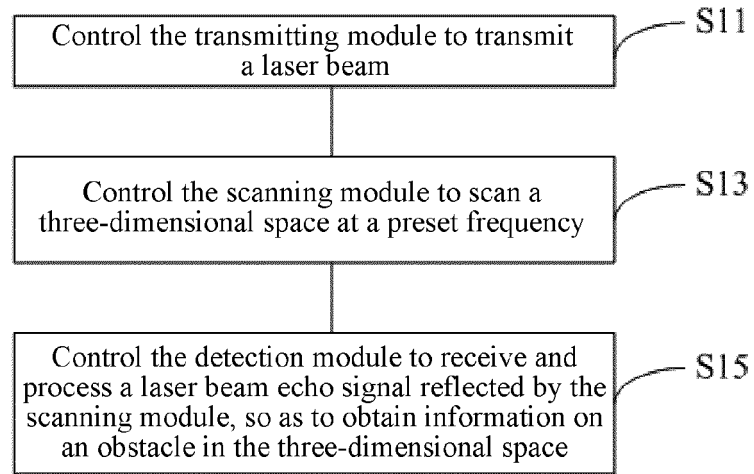 Control the transmitting module to transmit
a laser beam
S11
Control the scanning module to scan a
three-dimensional space at a preset frequency
S13
Control the detection module to receive and
process a laser beam echo signal reflected by the
scanning module, so as to obtain information on
an obstacle in the three-dimensional space
S15